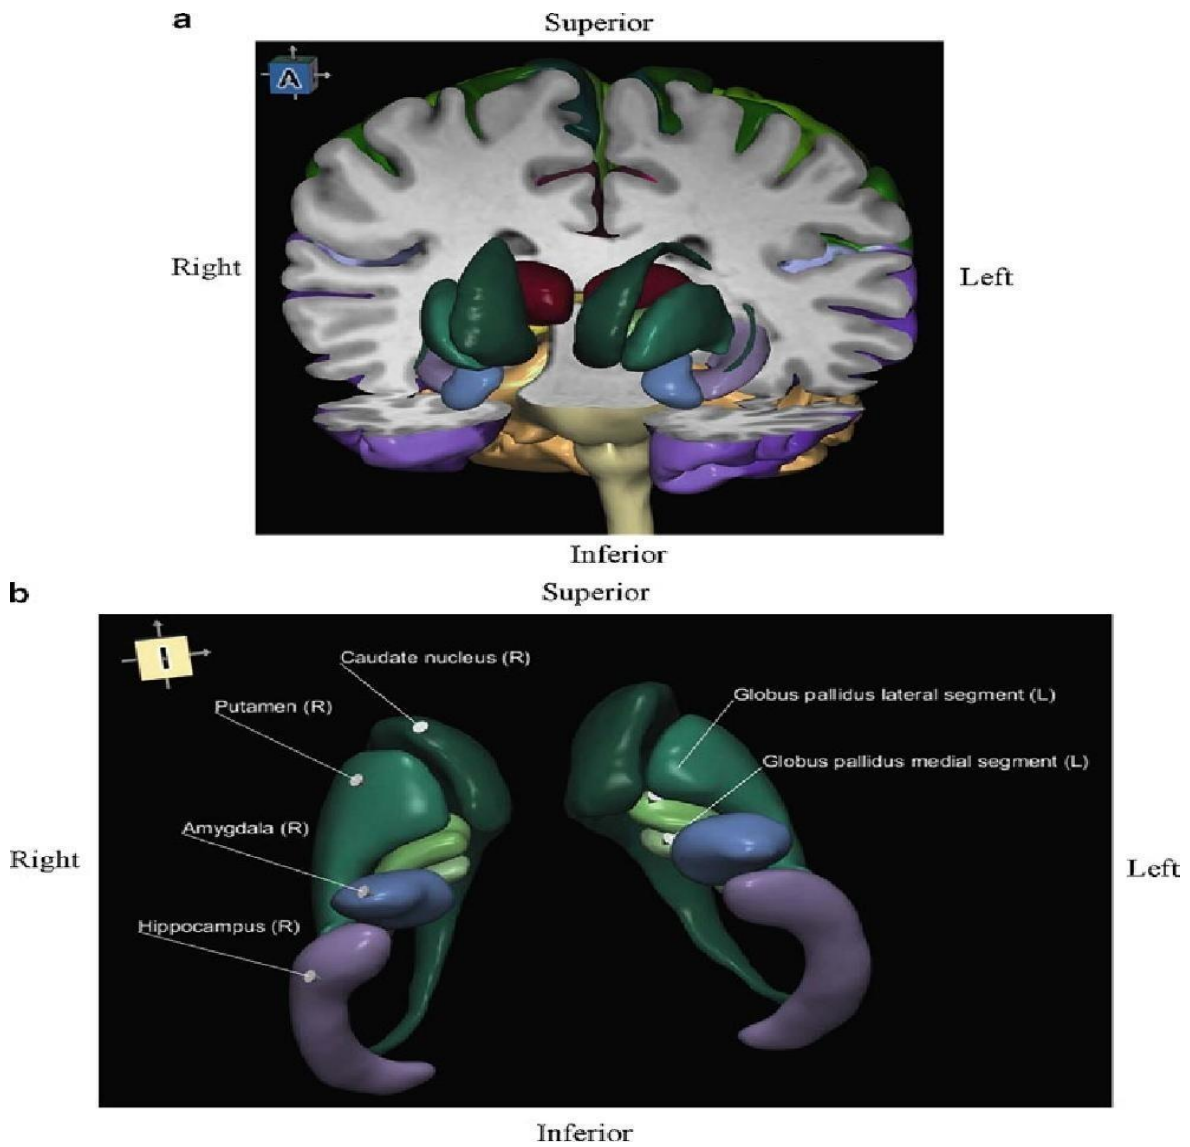 a
Superior
A
Right
Left
Inferior
b
Superior
I
Caudate nucleus (R)
Globus pallidus lateral segment (L)
Putamen (R)
Globus pallidus medial segment (L)
Amygdala (R)
Right
Left
Hippocampus (R)
Inferior